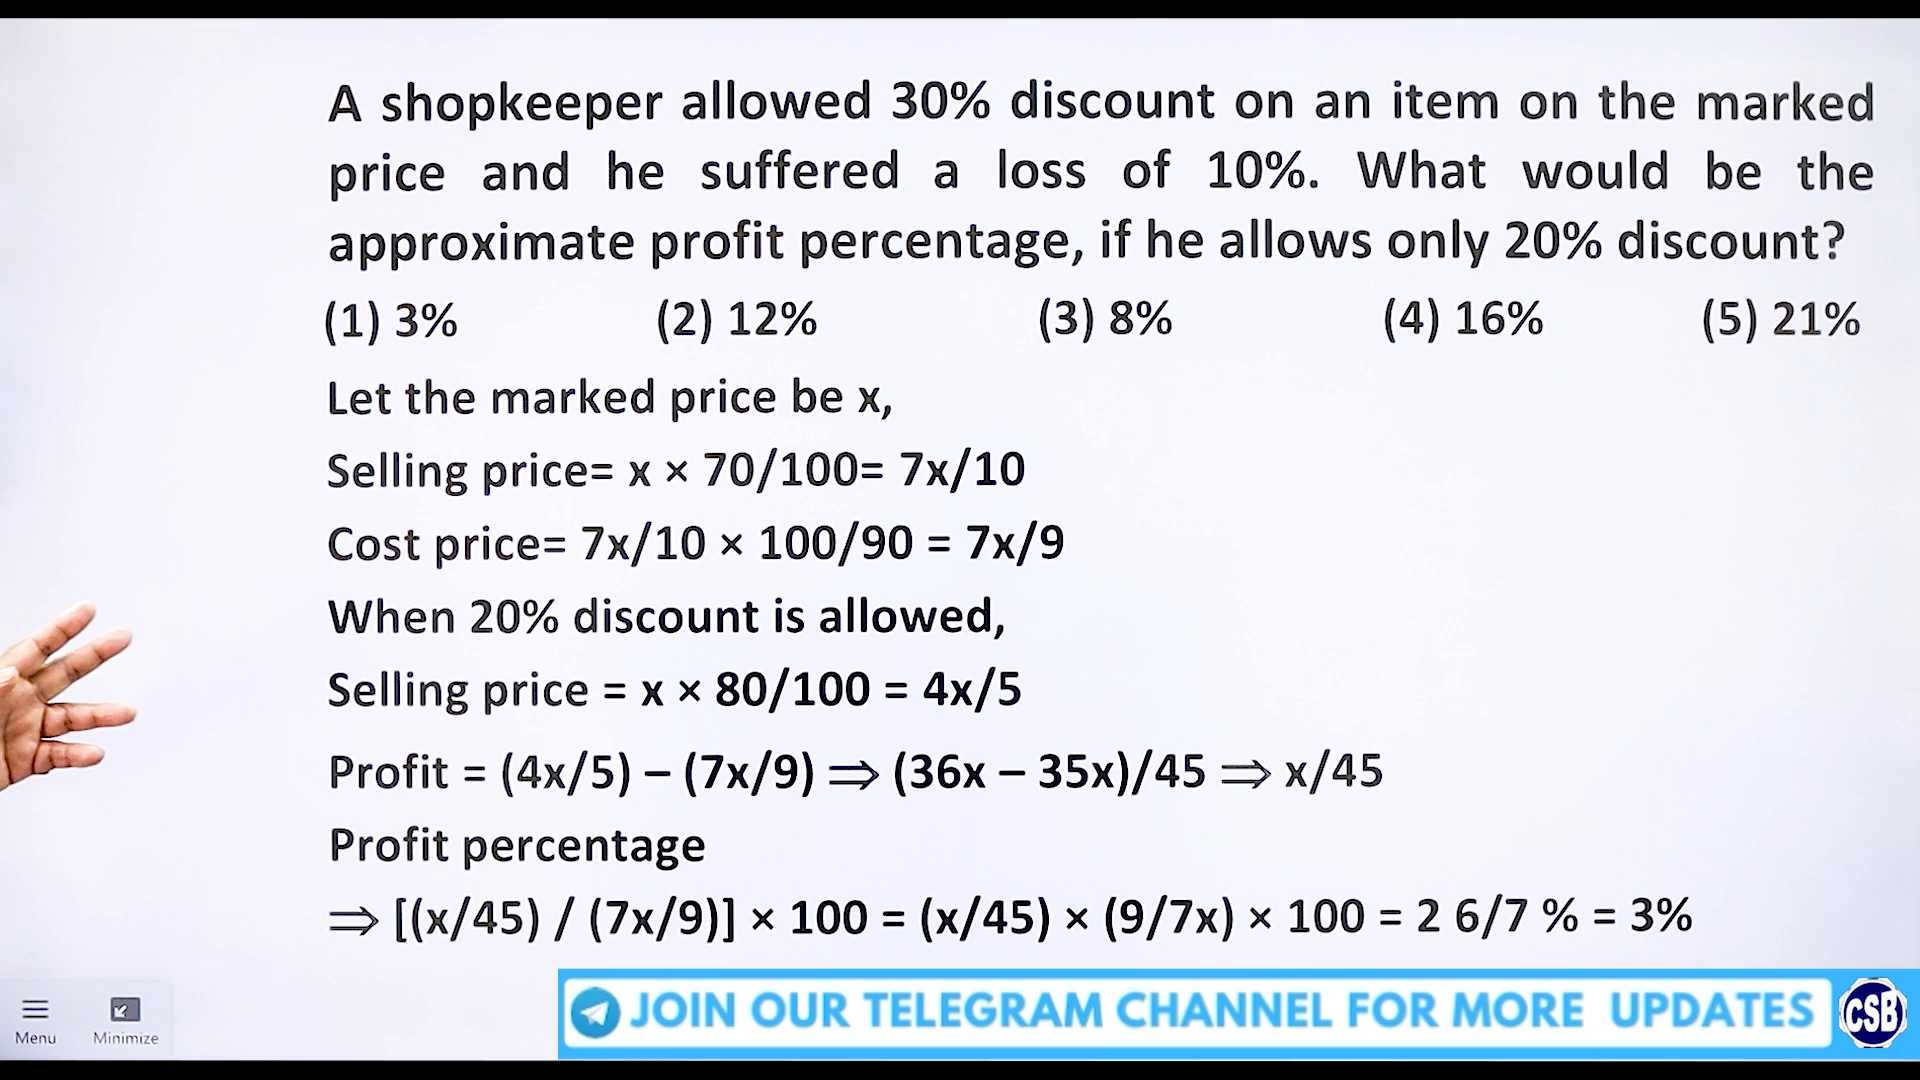 A shopkeeper allowed 30% discount on an item on the marked
price and he suffered a loss of 10%. What would be the
approximate profit percentage, if he allows only 20% discount?
(1) 3% (2) 12% (3) 8% (4) 16% (5) 21%
Let the marked price be x,
Selling price= x × 70/100= 7x/10
Cost price= 7x/10 × 100/90 = 7x/9
When 20% discount is allowed,
Selling price = x × 80/100 = 4x/5
Profit = (4x/5) – (7x/9) ⟹ (36x – 35x)/45 ⟹ x/45
Profit percentage
⟹ [(x/45) / (7x/9)] × 100 = (x/45) × (9/7x) × 100 = 2 6/7 % = 3%
JOIN OUR TELEGRAM CHANNEL FOR MORE UPDATES
CSB
Menu Minimize